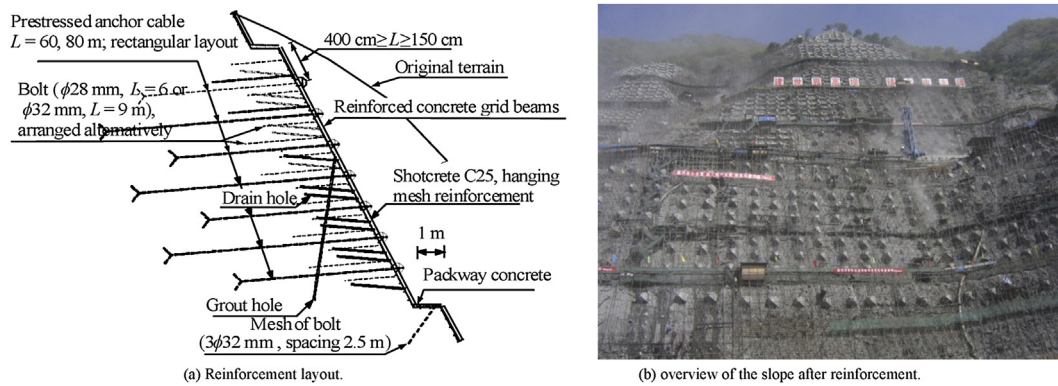 Prestressed anchor cable
L = 60, 80 m; rectangular layout
Bolt (ϕ28 mm, L = 6 or
ϕ32 mm, L = 9 m),
arranged alternatively
400 cm≥L≥150 cm
Original terrain
Reinforced concrete grid beams
Shotcrete C25, hanging
mesh reinforcement
Drain hole
1 m
Packway concrete
Grout hole
Mesh of bolt
(3ϕ32 mm , spacing 2.5 m)
(a) Reinforcement layout.
(b) overview of the slope after reinforcement.